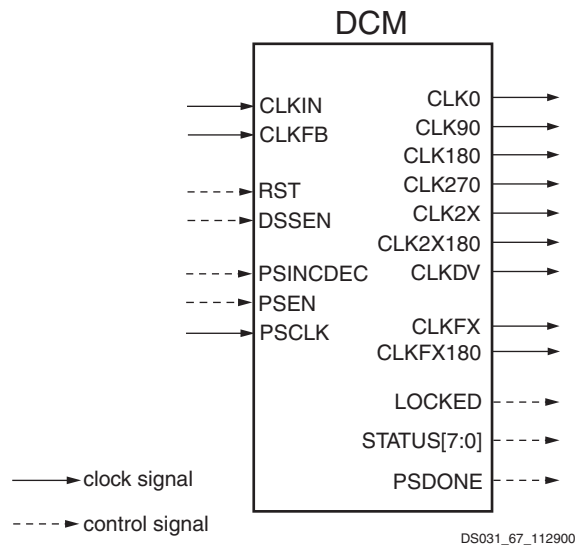 DCM
CLKIN
CLKFB
RST
DSSEN
PSINCDEC
PSEN
PSCLK
CLK0
CLK90
CLK180
CLK270
CLK2X
CLK2X180
CLKDV
CLKFX
CLKFX180
LOCKED
STATUS[7:0]
PSDONE
clock signal
control signal
DS031_67_112900